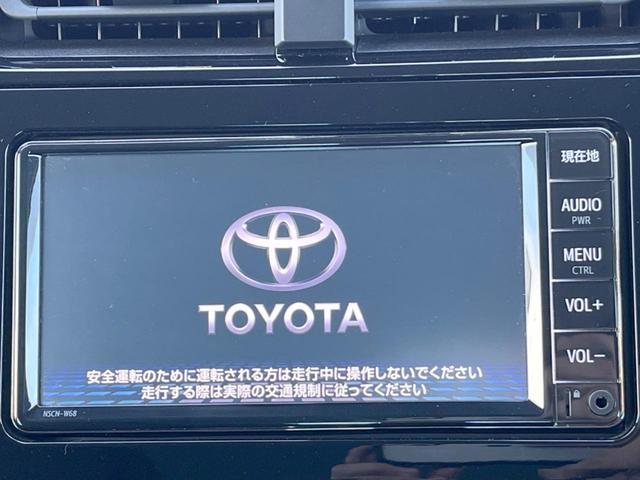 現在地
AUDIO
PWR
MENU
CTRL
VOL+
VOL-
TOYOTA
安全運転のために運転される方は走行中に操作しないでください
走行する際は実際の交通規制に従ってください
NSCN-W68